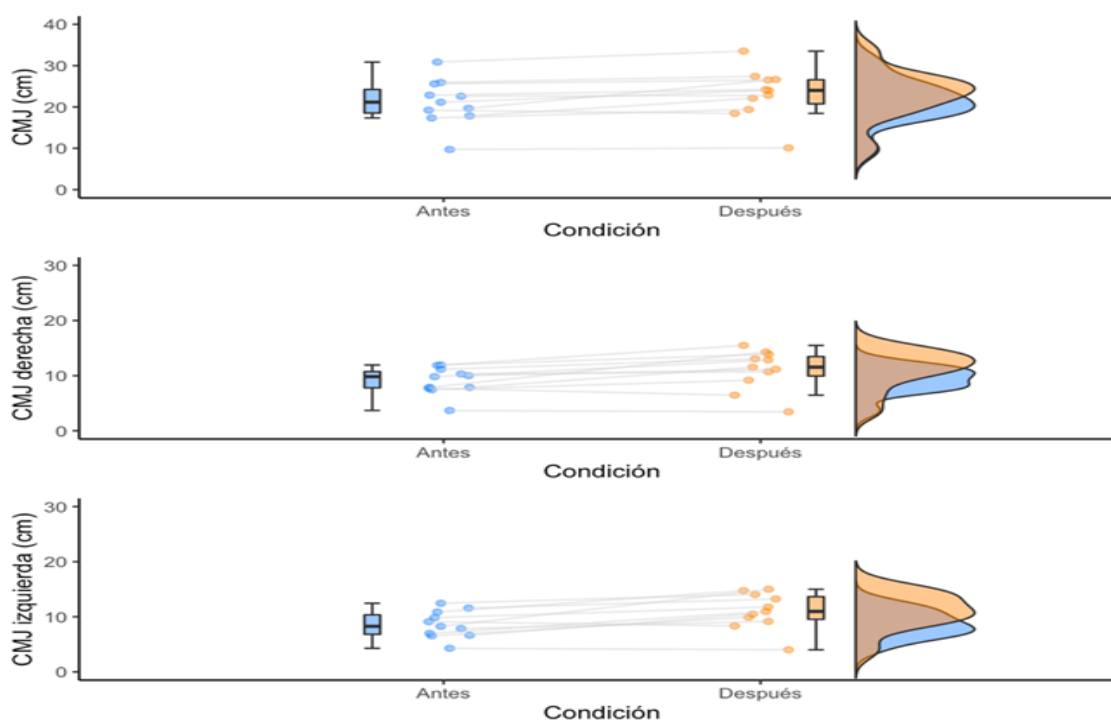 CMJ (cm)
40
30
20
10
0
Antes
Después
Condición
CMJ derecha (cm)
30
20
10
0
Antes
Después
Condición
CMJ izquierda (cm)
30
20
10
0
Antes
Después
Condición